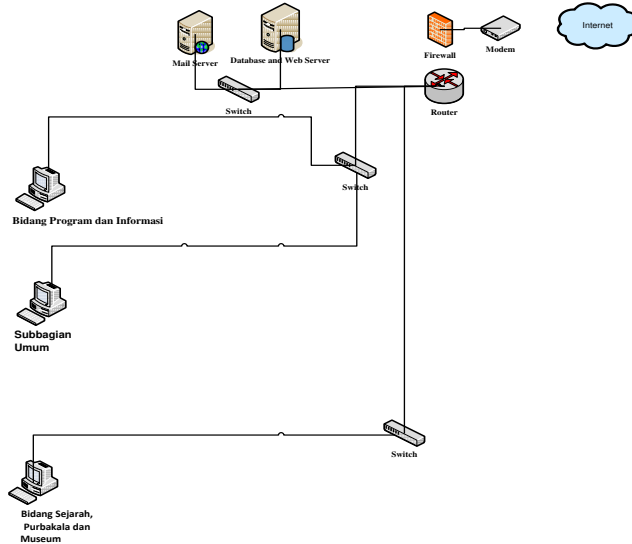 Internet
Mail Server
Database and Web Server
Firewall
Modem
Switch
Router
Switch
Bidang Program dan Informasi
Subbagian
Umum
Switch
Bidang Sejarah,
Purbakala dan
Museum